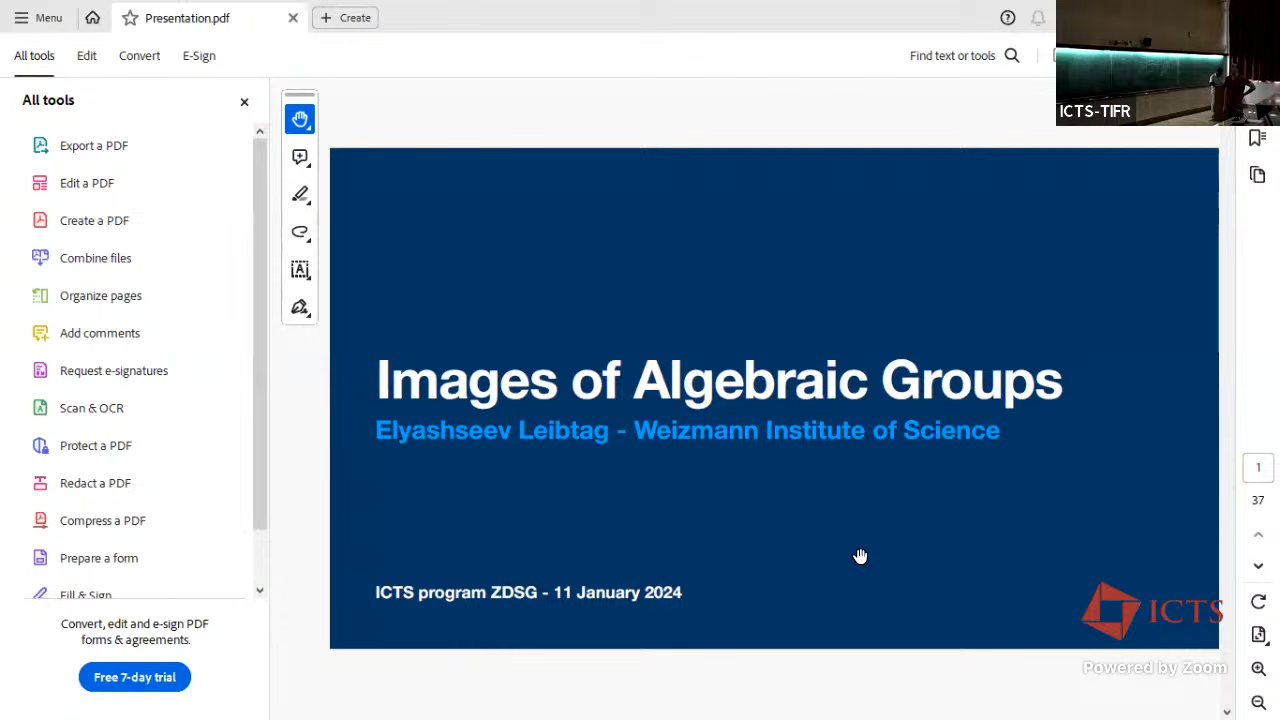 Menu
Presentation.pdf
Create
All tools
Edit
Convert
E-Sign
Find text or tools
ICTS-TIFR
All tools
Export a PDF
Edit a PDF
Create a PDF
Combine files
Organize pages
Add comments
Request e-signatures
Scan & OCR
Protect a PDF
Redact a PDF
Compress a PDF
Prepare a form
Fill & Sign
Convert, edit and e-sign PDF
forms & agreements.
Free 7-day trial
Images of Algebraic Groups
Elyashseev Leibtag - Weizmann Institute of Science
ICTS program ZDSG - 11 January 2024
1
37
ICTS
Powered by Zoom